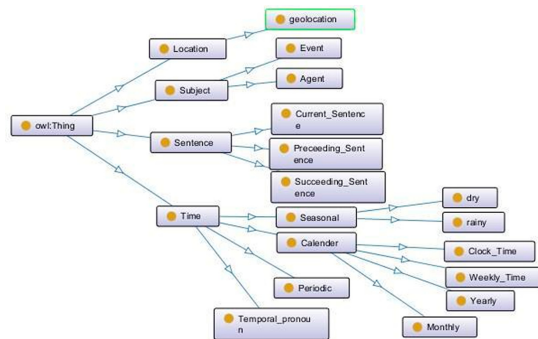 geolocation
Location
Event
Subject
Agent
Current_Sentenc
e
owl:Thing
Sentence
Preceeding_Sent
ence
Succeeding_Sent
ence
dry
Time
Seasonal
rainy
Calender
Clock_Time
Weekly_Time
Periodic
Yearly
Temporal_pronou
n
Monthly